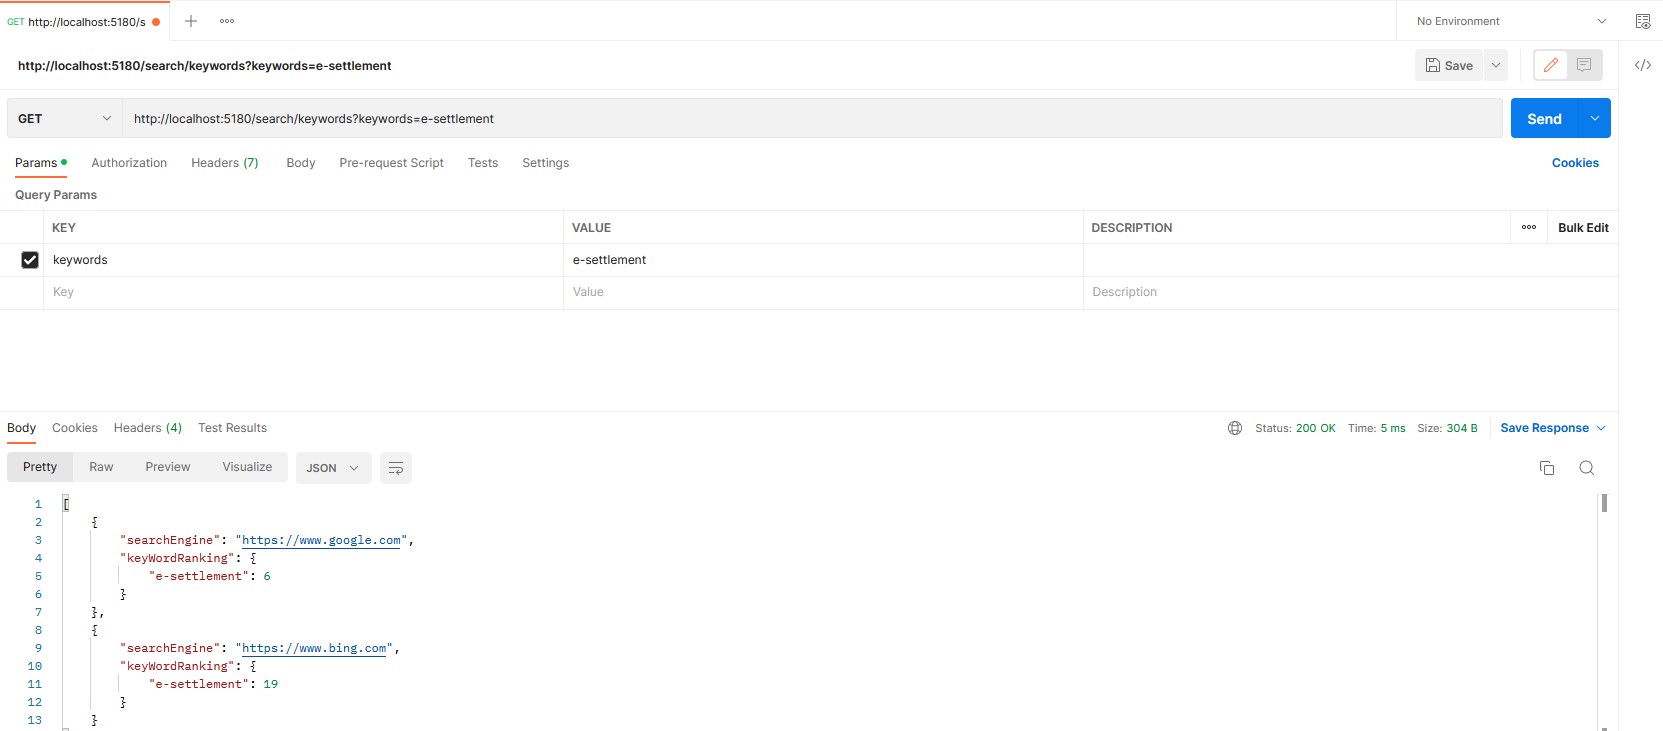 GET http://localhost:5180/s
No Environment
http://localhost:5180/search/keywords?keywords=e-settlement
Save
GET http://localhost:5180/search/keywords?keywords=e-settlement
Send
Params Authorization Headers (7) Body Pre-request Script Tests Settings Cookies
Query Params
KEY VALUE DESCRIPTION Bulk Edit
keywords e-settlement
Key Value Description
Body Cookies Headers (4) Test Results Status: 200 OK Time: 5 ms Size: 304 B Save Response
Pretty Raw Preview Visualize JSON
1 [
2 {
3 "searchEngine": "https://www.google.com",
4 "keyWordRanking": {
5 "e-settlement": 6
6 }
7 },
8 {
9 "searchEngine": "https://www.bing.com",
10 "keyWordRanking": {
11 "e-settlement": 19
12 }
13 }